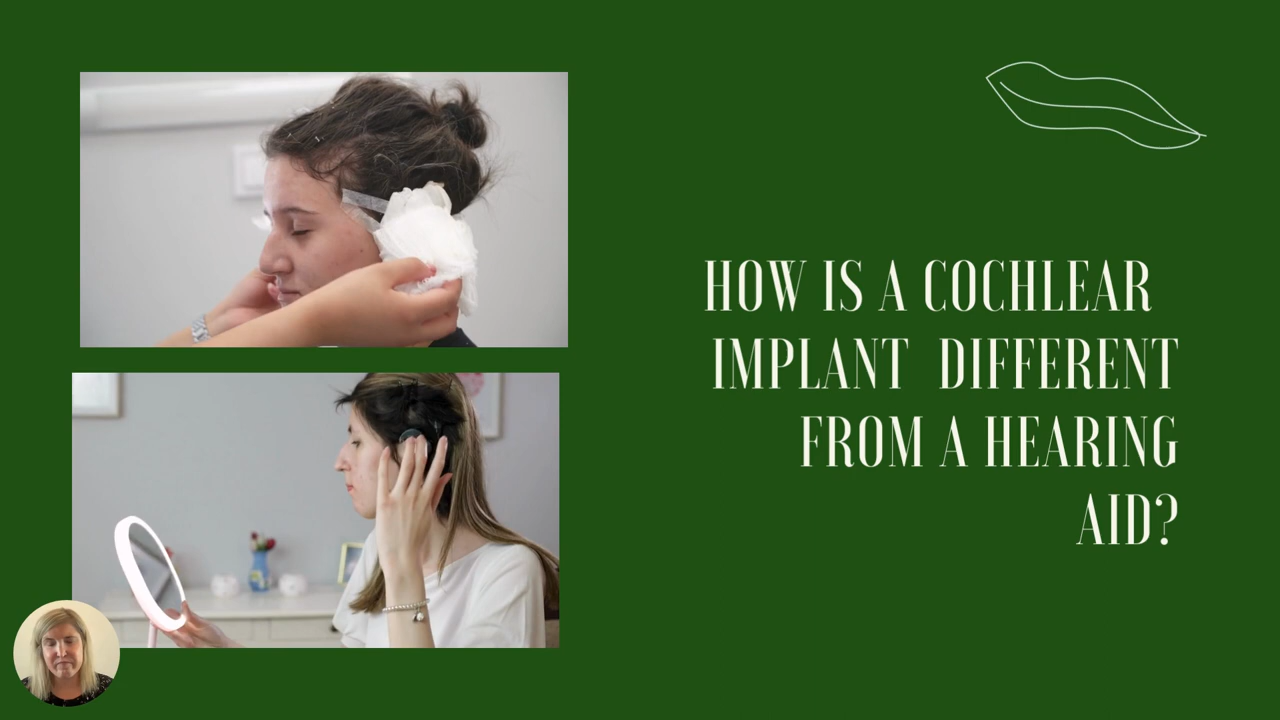 HOW IS A COCHLEAR
IMPLANT DIFFERENT
FROM A HEARING
AID?